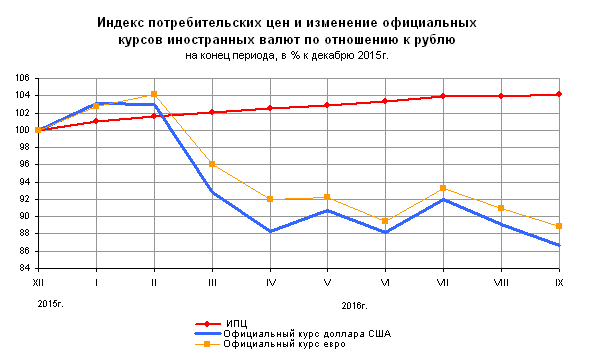 Индекс потребительских цен и изменение официальных
курсов иностранных валют по отношению к рублю
на конец периода, в % к декабрю 2015г.
106
104
102
100
98
96
94
92
90
88
86
84
XII I II III IV V VI VII VIII IX
2015г. 2016г.
ИПЦ
Официальный курс доллара США
Официальный курс евро